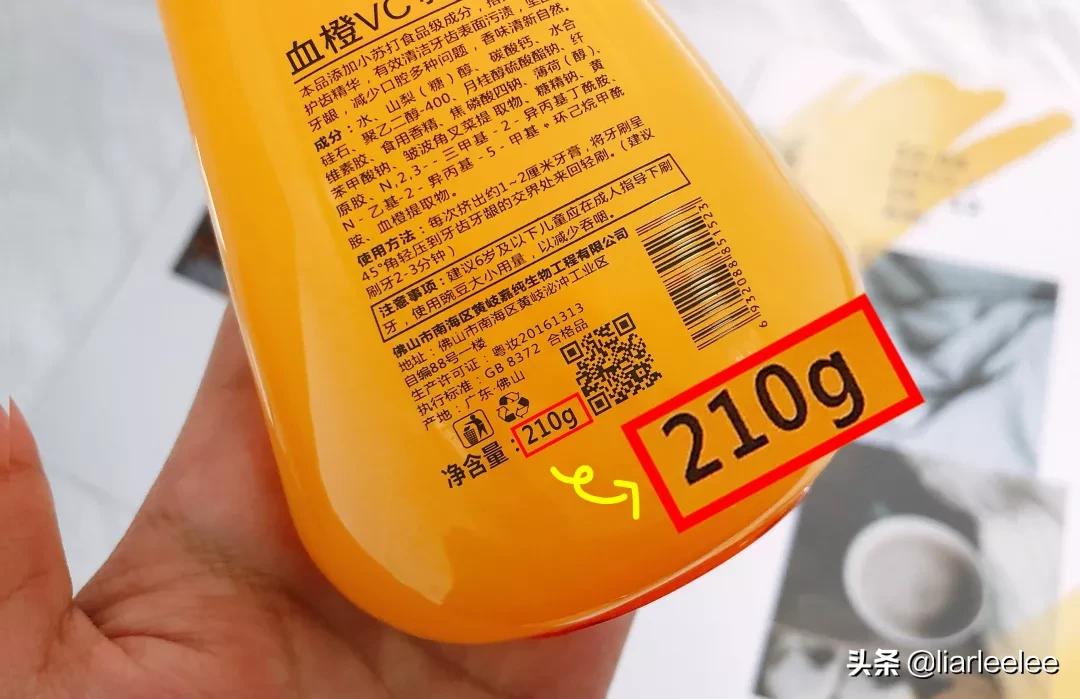 血橙VC
本品添加小苏打食品级成分，
护齿精华，有效清洁牙齿表面污渍，坚固
牙龈，减少口腔多种问题，香味清新自然。
成分：水、山梨（糖）醇、碳酸钙、水合
硅石、聚乙二醇-400、月桂醇硫酸酯钠、纤
维素胶、食用香精、焦磷酸四钠、薄荷（醇）、
苯甲酸钠、皱波角叉菜提取物、糖精钠、黄
原胶、N,2,3-三甲基-2-异丙基丁酰胺、
N-乙基-2-异丙基-5-甲基·环己烷甲酰
胺、血橙提取物。
使用方法：每次挤出约1~2厘米牙膏，将牙刷呈
45°角轻压到牙齿牙龈的交界处来回轻刷。（建议
刷牙2-3分钟）
注意事项：建议6岁及以下儿童应在成人指导下刷
牙，使用豌豆大小用量，以减少吞咽。
佛山市南海区黄岐嘉纯生物工程有限公司
地址：佛山市南海区黄岐泌冲工业区
自编88号一楼
生产许可证：粤妆20161313
执行标准：GB 8372 合格品
产地：广东·佛山
净含量：210g
210g
头条 @liarleelee